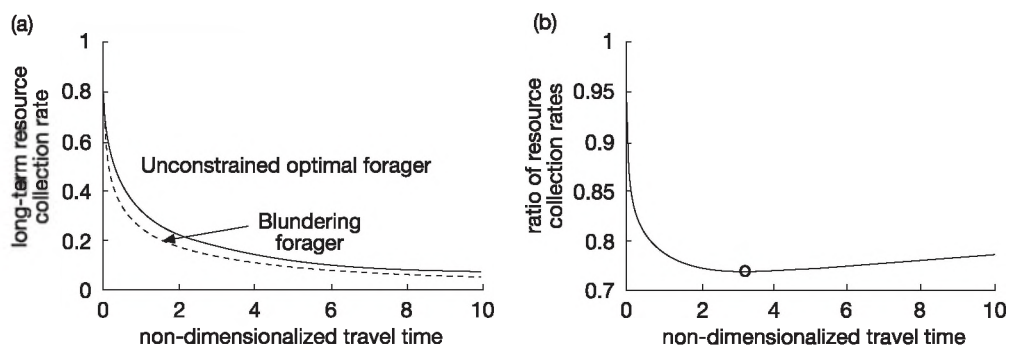 (a)
1
0.8
0.6
0.4
0.2
0
long-term resource
collection rate
Unconstrained optimal forager
Blundering
forager
0 2 4 6 8 10
non-dimensionalized travel time
(b)
1
0.95
0.9
0.85
0.8
0.7
ratio of resource
collection rates
0 2 4 6 8 10
non-dimensionalized travel time